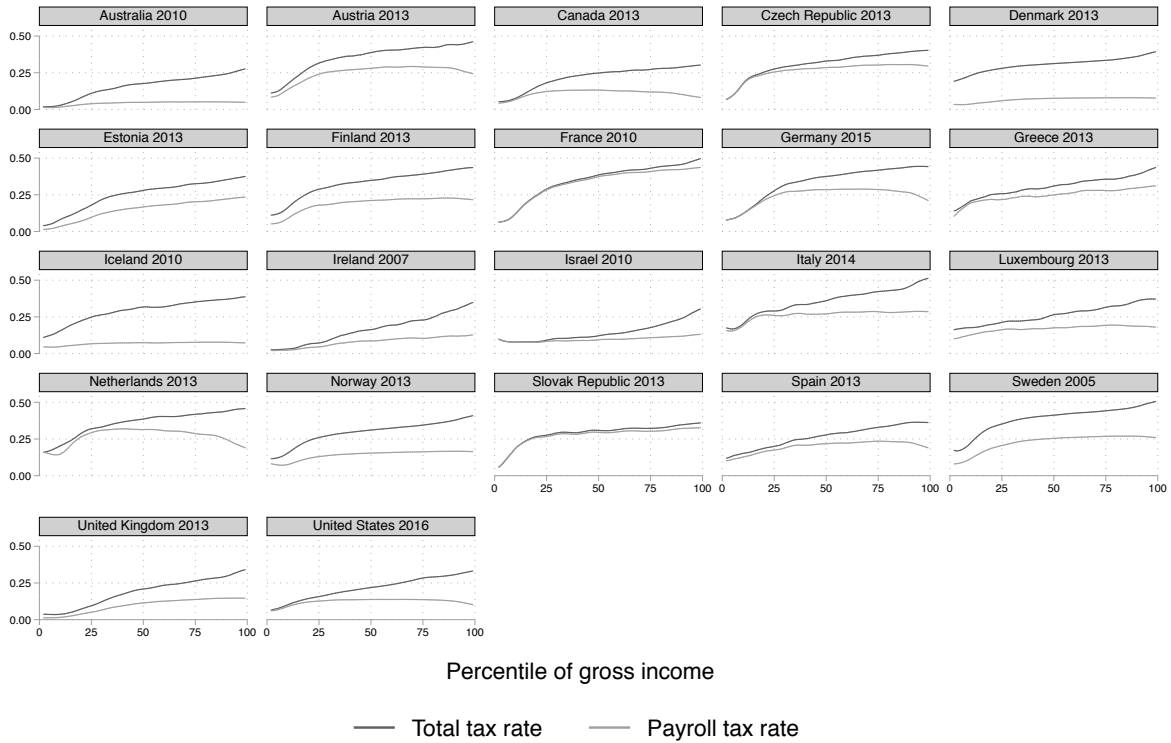 Australia 2010 Austria 2013 Canada 2013 Czech Republic 2013 Denmark 2013
0.50
0.25
0.00
Estonia 2013 Finland 2013 France 2010 Germany 2015 Greece 2013
0.50
0.25
0.00
Iceland 2010 Ireland 2007 Israel 2010 Italy 2014 Luxembourg 2013
0.50
0.25
0.00
Netherlands 2013 Norway 2013 Slovak Republic 2013 Spain 2013 Sweden 2005
0.50
0.25
0.00
0 25 50 75 100 0 25 50 75 100 0 25 50 75 100
United Kingdom 2013 United States 2016
0.50
0.25
0.00
0 25 50 75 100 0 25 50 75 100
Percentile of gross income
Total tax rate Payroll tax rate